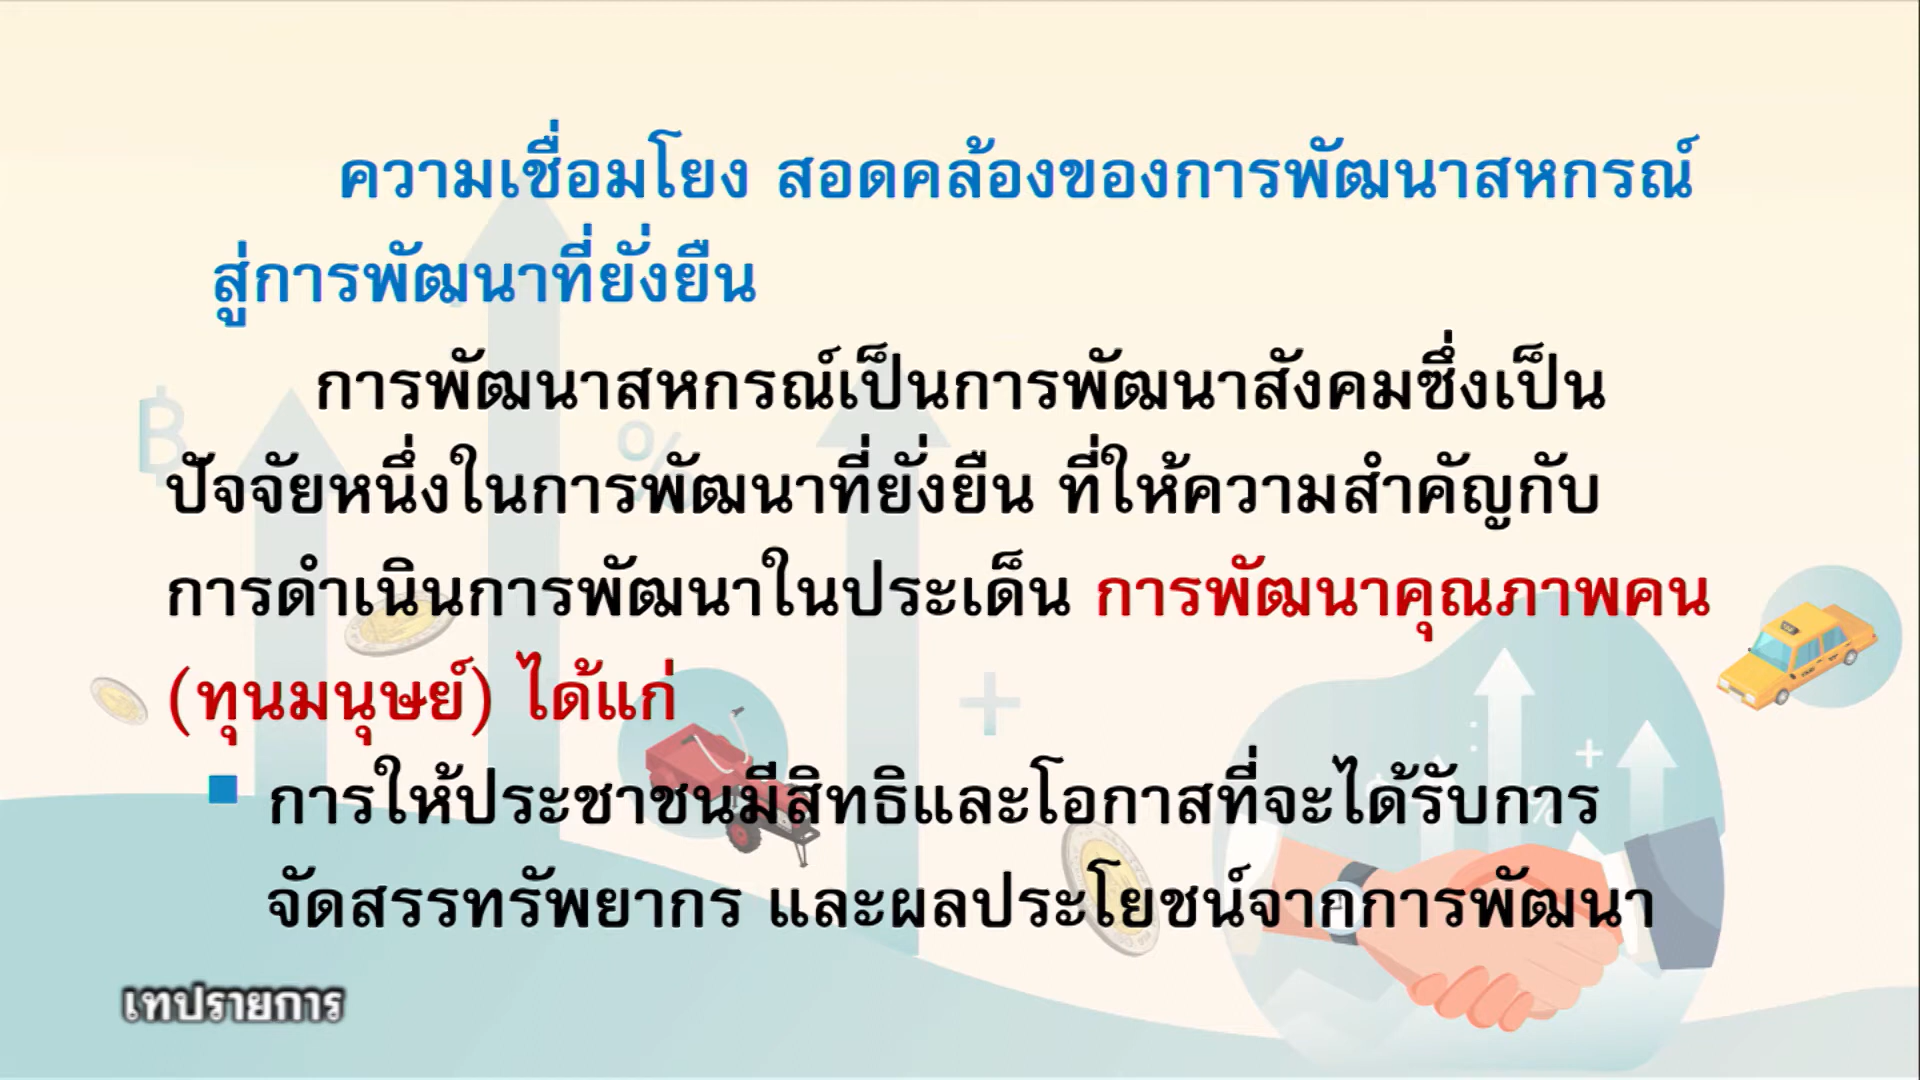 ความเชื่อมโยง สอดคล้องของการพัฒนาสหกรณ์
สู่การพัฒนาที่ยั่งยืน
การพัฒนาสหกรณ์เป็นการพัฒนาสังคมซึ่งเป็น
ปัจจัยหนึ่งในการพัฒนาที่ยั่งยืน ที่ให้ความสำคัญกับ
การดำเนินการพัฒนาในประเด็น การพัฒนาคุณภาพคน
(ทุนมนุษย์) ได้แก่
การให้ประชาชนมีสิทธิและโอกาสที่จะได้รับการ
จัดสรรทรัพยากร และผลประโยชน์จากการพัฒนา
เทปรายการ